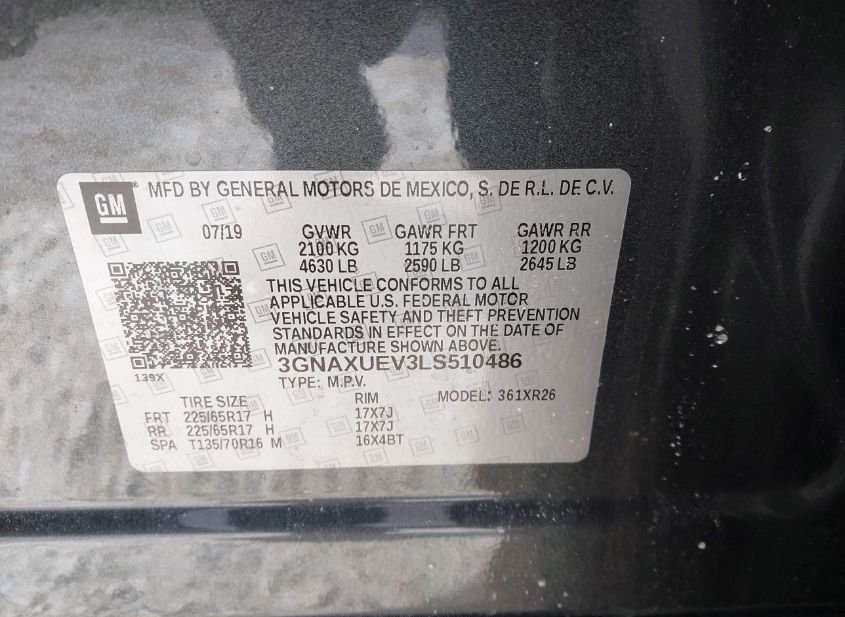 GM
MFD BY GENERAL MOTORS DE MEXICO, S. DE R.L. DE C.V.
07/19 GVWR GAWR FRT GAWR RR
2100 KG 1175 KG 1200 KG
4630 LB 2590 LB 2645 LB
THIS VEHICLE CONFORMS TO ALL
APPLICABLE U.S. FEDERAL MOTOR
VEHICLE SAFETY AND THEFT PREVENTION
STANDARDS IN EFFECT ON THE DATE OF
MANUFACTURE SHOWN ABOVE.
3GNAXUEV3LS510486
139X
TYPE: M.P.V.
TIRE SIZE RIM MODEL: 361XR26
FRT 225/65R17 H 17X7J
RR 225/65R17 H 17X7J
SPA T135/70R16 M 16X4BT